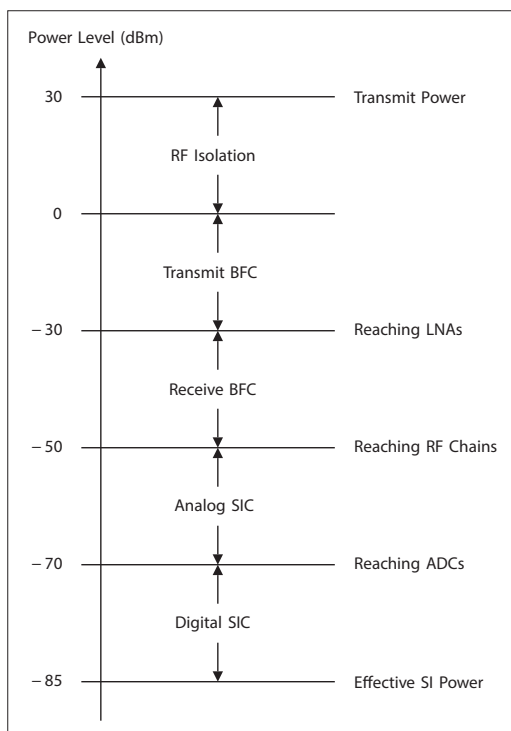 Power Level (dBm)
30 Transmit Power
RF Isolation
0
Transmit BFC
−30 Reaching LNAs
Receive BFC
−50 Reaching RF Chains
Analog SIC
−70 Reaching ADCs
Digital SIC
−85 Effective SI Power